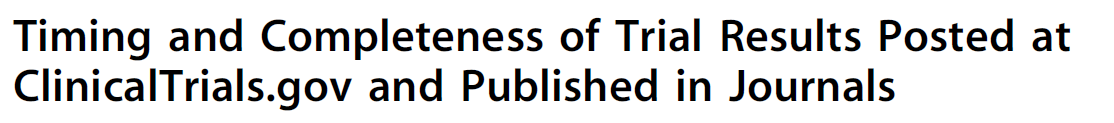 Timing and Completeness of Trial Results Posted at
ClinicalTrials.gov and Published in Journals